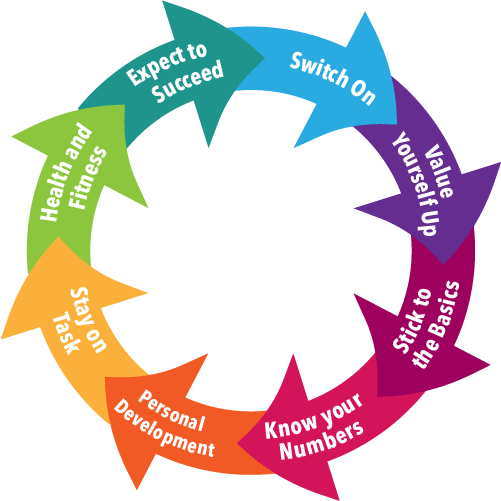 Expect to
Succeed
Switch On
Value
Yourself Up
Stick to
the Basics
Know your
Numbers
Personal
Development
Stay on
Task
Health and
Fitness